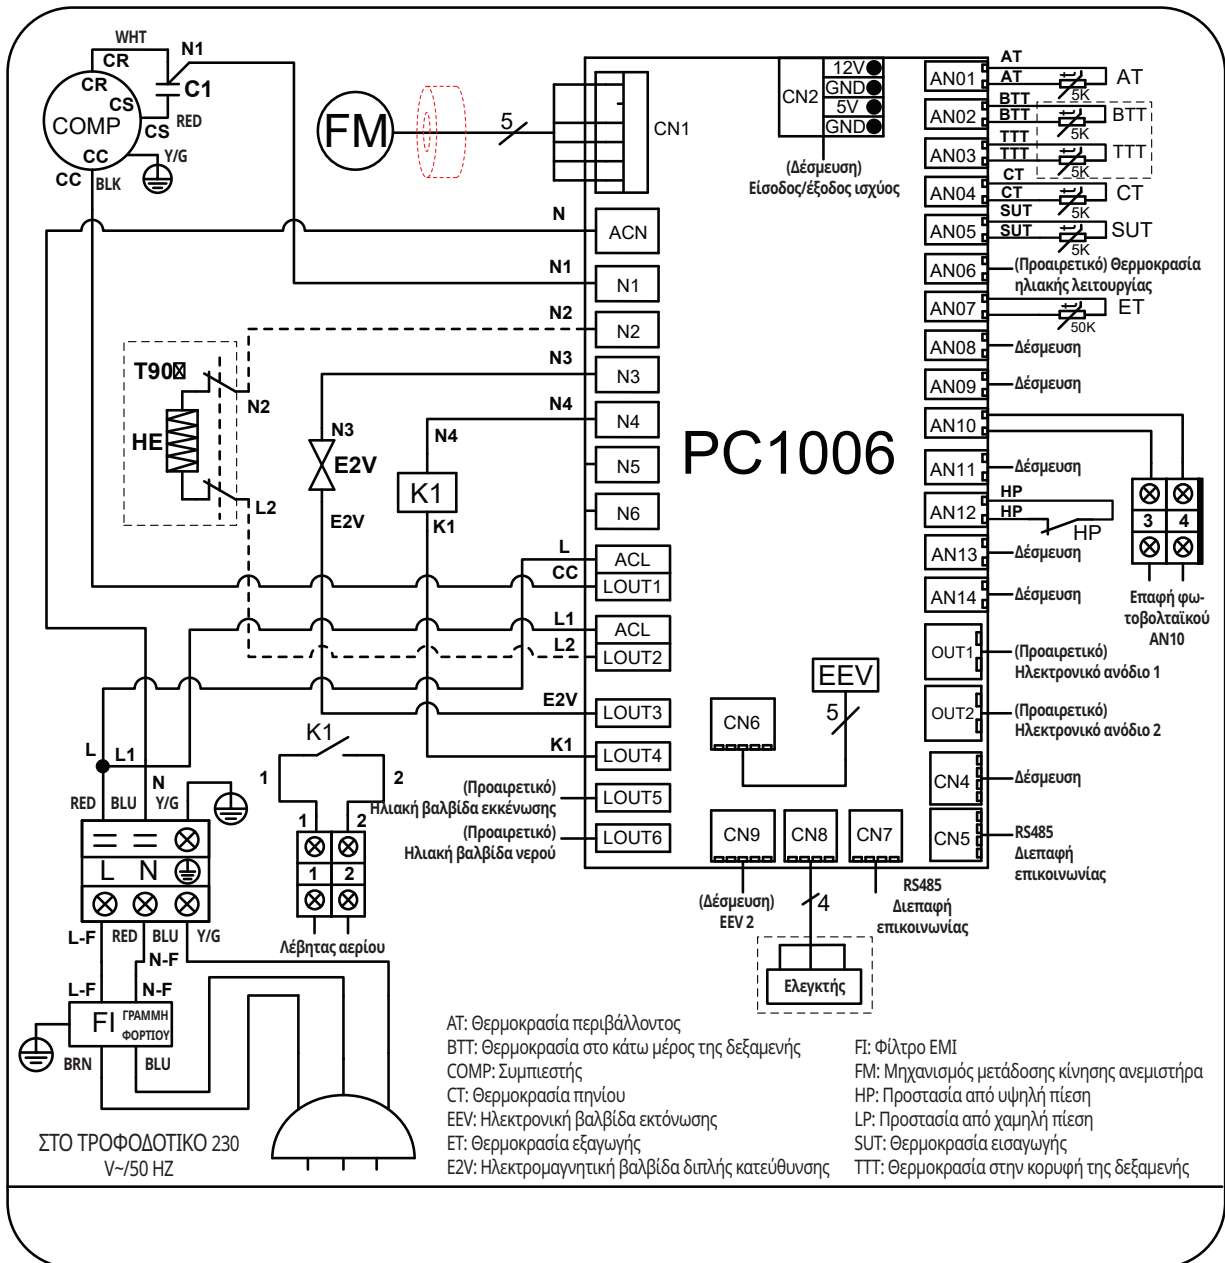 WHT
N1
CR
CR
C1
CS
COMP
CS
RED
CC
Y/G
CC
BLK
FM
5
CN1
CN2
12V
GND
5V
GND
(Δέσμευση)
Είσοδος/έξοδος ισχύος
AN01
AT
AT
AT
5K
AN02
BTT
BTT
BTT
5K
AN03
TTT
TTT
TTT
5K
AN04
CT
CT
CT
5K
AN05
SUT
SUT
SUT
5K
AN06
(Προαιρετικό) Θερμοκρασία
ηλιακής λειτουργίας
AN07
ET
50K
AN08
Δέσμευση
AN09
Δέσμευση
AN10
AN11
Δέσμευση
AN12
HP
HP
HP
AN13
Δέσμευση
AN14
Δέσμευση
3
4
Επαφή φω-
τοβολταϊκού
AN10
OUT1
(Προαιρετικό)
Ηλεκτρονικό ανόδιο 1
OUT2
(Προαιρετικό)
Ηλεκτρονικό ανόδιο 2
CN4
Δέσμευση
CN5
RS485
Διεπαφή
επικοινωνίας
PC1006
N
ACN
N1
N1
N2
N2
N3
N3
N4
N4
N5
N6
L
ACL
CC
LOUT1
L1
ACL
L2
LOUT2
E2V
LOUT3
K1
LOUT4
(Προαιρετικό)
Ηλιακή βαλβίδα εκκένωσης
LOUT5
(Προαιρετικό)
Ηλιακή βαλβίδα νερού
LOUT6
T90
N2
HE
L2
N3
E2V
E2V
N4
K1
K1
EEV
5
CN6
CN9
CN8
CN7
(Δέσμευση)
EEV 2
4
RS485
Διεπαφή
επικοινωνίας
Ελεγκτής
K1
1
2
1
2
1
2
Λέβητας αερίου
L
L1
N
RED
BLU
Y/G
L
N
L-F
RED
BLU
Y/G
N-F
L-F
N-F
FI
ΓΡΑΜΜΗ
ΦΟΡΤΙΟΥ
BRN
BLU
ΣΤΟ ΤΡΟΦΟΔΟΤΙΚΟ 230
V~/50 HZ
AT: Θερμοκρασία περιβάλλοντος
BTT: Θερμοκρασία στο κάτω μέρος της δεξαμενής
COMP: Συμπιεστής
CT: Θερμοκρασία πηνίου
EEV: Ηλεκτρονική βαλβίδα εκτόνωσης
ET: Θερμοκρασία εξαγωγής
E2V: Ηλεκτρομαγνητική βαλβίδα διπλής κατεύθυνσης
FI: Φίλτρο EMI
FM: Μηχανισμός μετάδοσης κίνησης ανεμιστήρα
HP: Προστασία από υψηλή πίεση
LP: Προστασία από χαμηλή πίεση
SUT: Θερμοκρασία εισαγωγής
TTT: Θερμοκρασία στην κορυφή της δεξαμενής